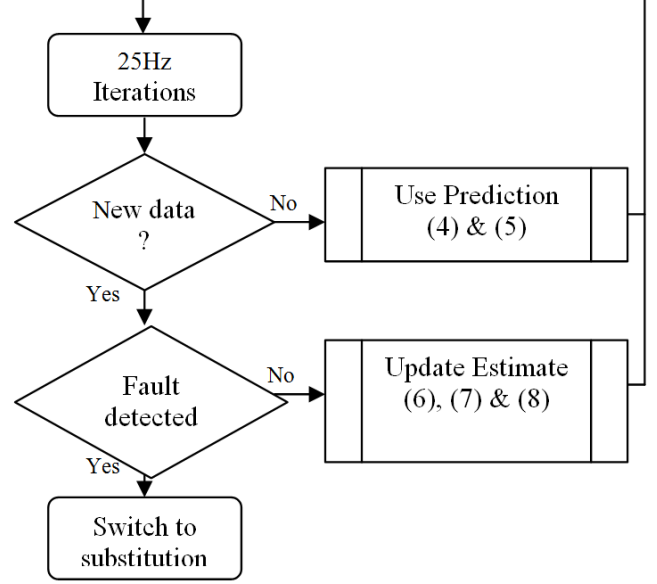 25Hz
Iterations
New data
?
No
Use Prediction
(4) & (5)
Yes
Fault
detected
No
Update Estimate
(6), (7) & (8)
Yes
Switch to
substitution